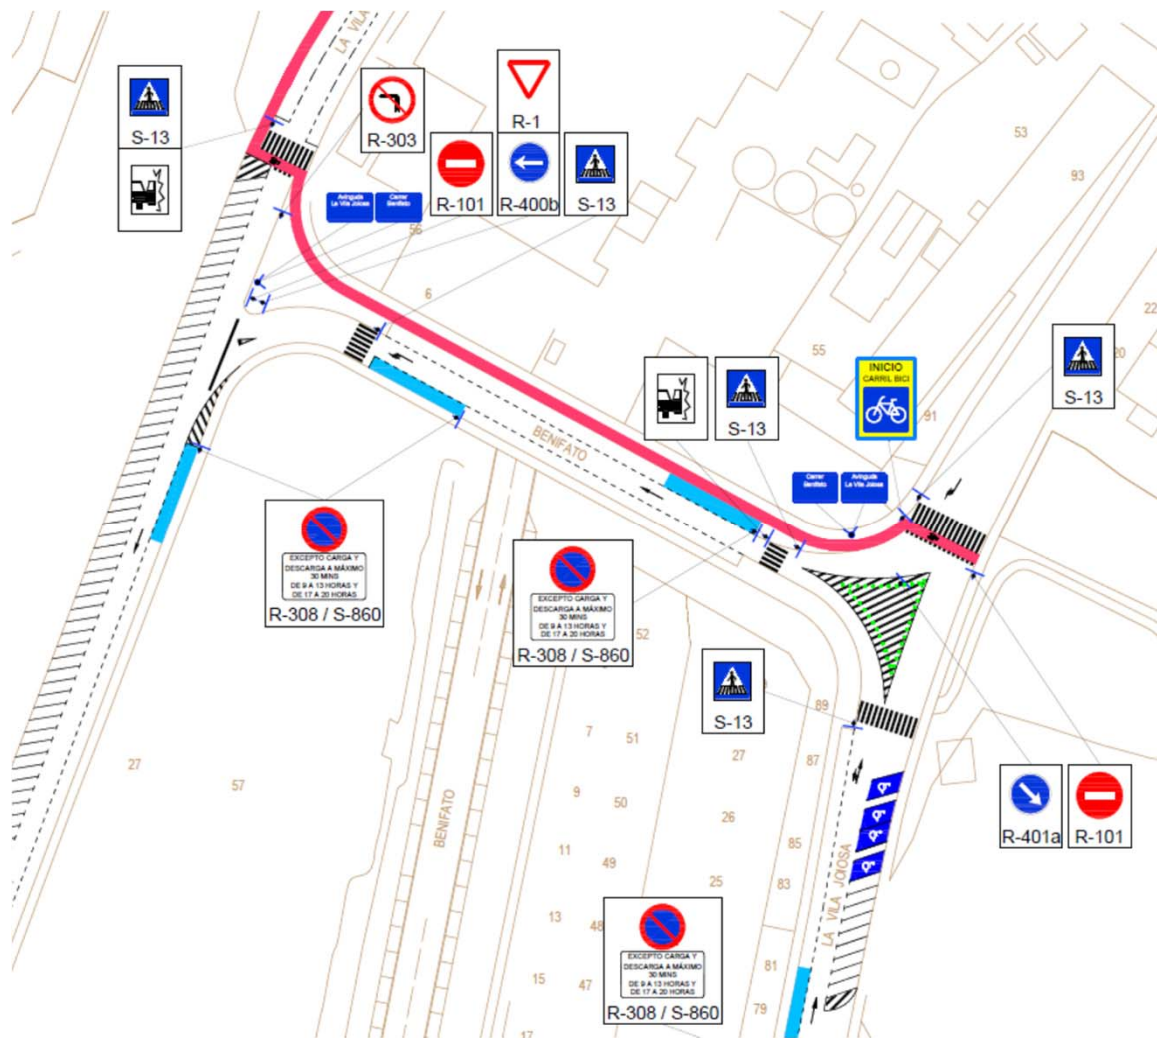 LA VILA
S-13
R-303
R-1
R-101
R-400b
S-13
Avinguda
La Vila Joiosa
Carrer
Benifato
56
6
53
93
22
20
55
91
INICIO
CARRIL BICI
S-13
S-13
BENIFATO
Carrer
Benifato
Avinguda
La Vila Joiosa
EXCEPTO CARGA Y
DESCARGA A MÁXIMO
30 MINS
DE 9 A 13 HORAS Y
DE 17 A 20 HORAS
R-308 / S-860
EXCEPTO CARGA Y
DESCARGA A MÁXIMO
30 MINS
DE 9 A 13 HORAS Y
DE 17 A 20 HORAS
R-308 / S-860
52
S-13
89
27
57
7
51
27
87
9
50
26
85
BENIFATO
11
49
25
83
LA VILA JOIOSA
R-401a
R-101
13
48
EXCEPTO CARGA Y
DESCARGA A MÁXIMO
30 MINS
DE 9 A 13 HORAS Y
DE 17 A 20 HORAS
R-308 / S-860
15
47
81
79
17